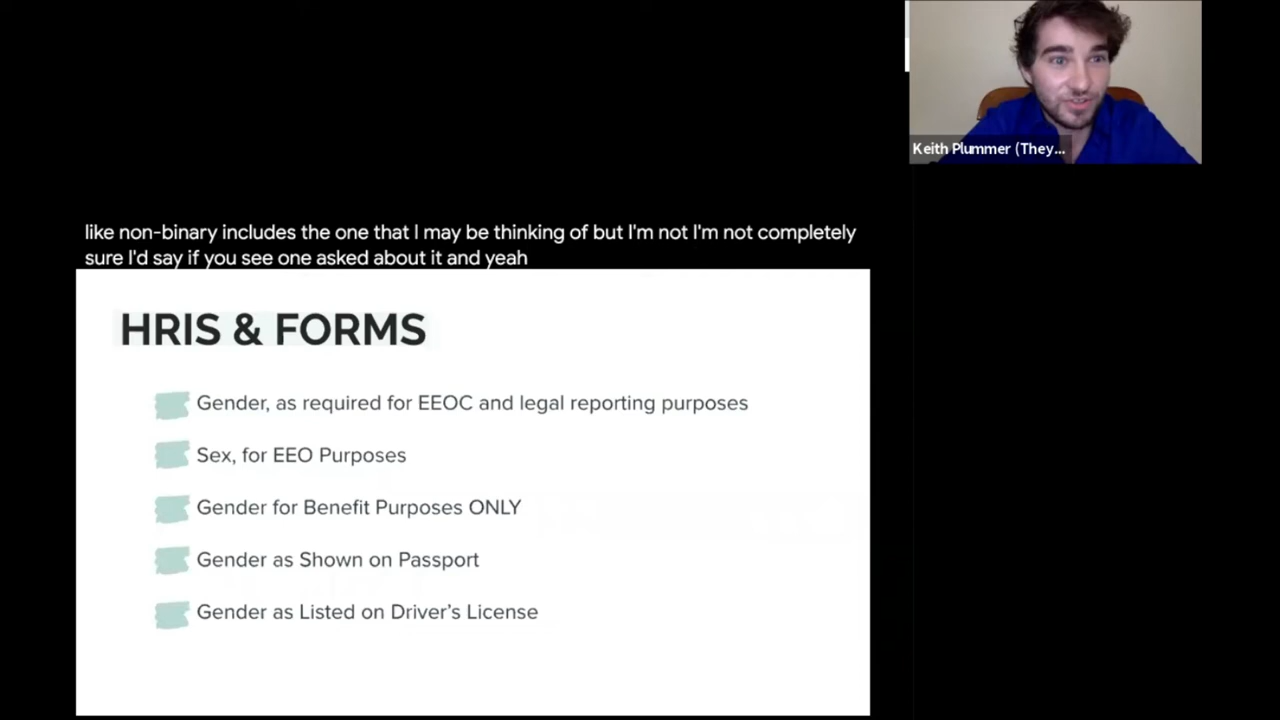 Keith Plummer (They...
like non-binary includes the one that I may be thinking of but I'm not I'm not completely
sure I'd say if you see one asked about it and yeah
HRIS & FORMS
Gender, as required for EEOC and legal reporting purposes
Sex, for EEO Purposes
Gender for Benefit Purposes ONLY
Gender as Shown on Passport
Gender as Listed on Driver's License